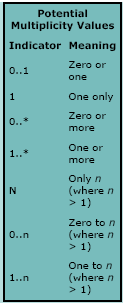 Potential
Multiplicity Values
Indicator Meaning
0..1 Zero or
one
1 One only
0..* Zero or
more
1..* One or
more
N Only n
(where n
> 1)
0..n Zero to n
(where n
> 1)
1..n One to n
(where n
> 1)